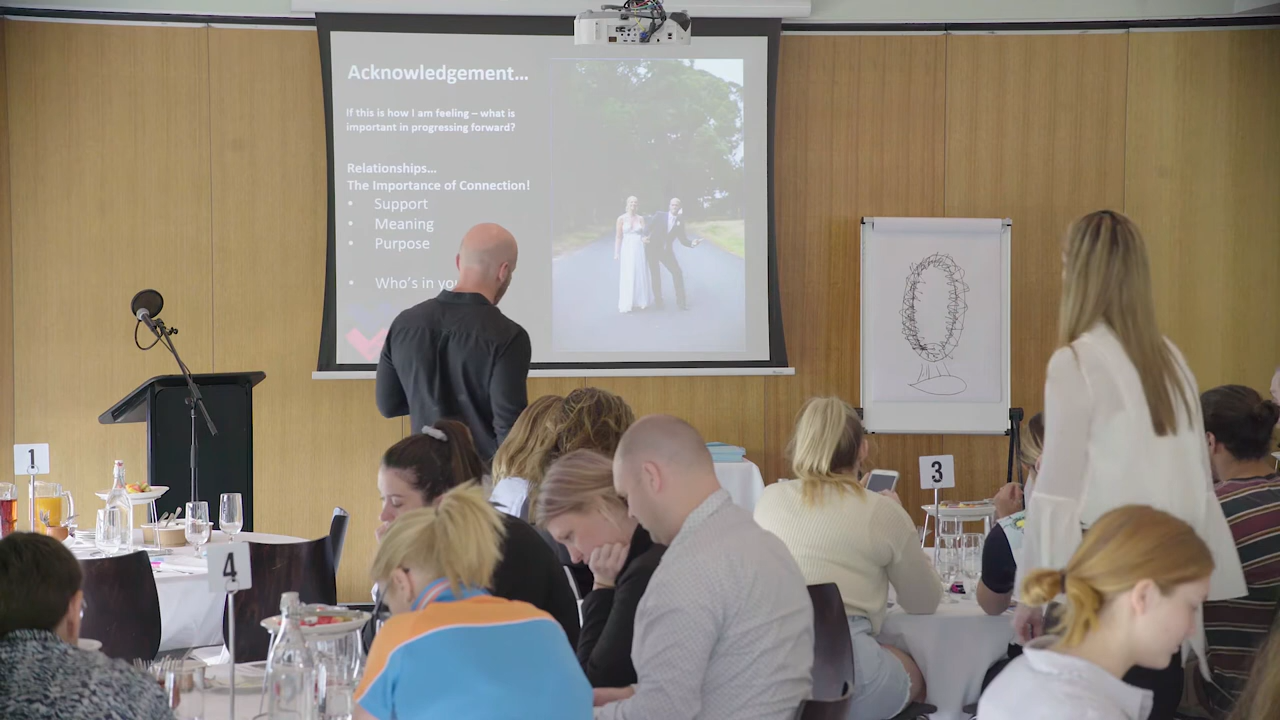 Acknowledgement...
If this is how I am feeling – what is
important in progressing forward?
Relationships...
The Importance of Connection!
• Support
• Meaning
• Purpose
• Who's in
1
3
4